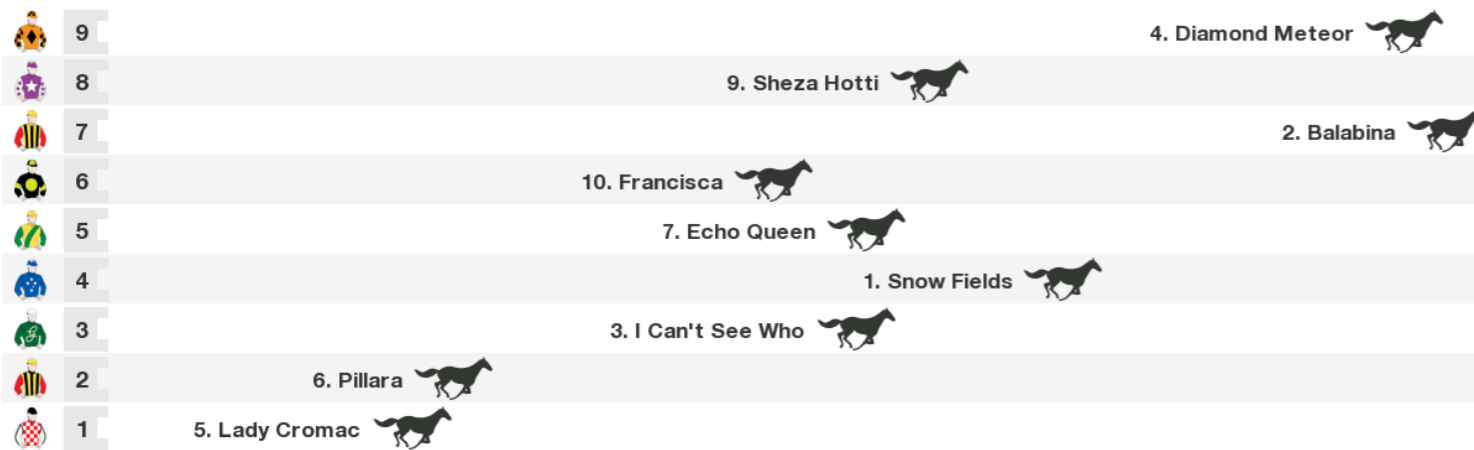 9 4. Diamond Meteor
8 9. Sheza Hotti
7 2. Balabina
6 10. Francisca
5 7. Echo Queen
4 1. Snow Fields
3 3. I Can't See Who
2 6. Pillara
1 5. Lady Cromac